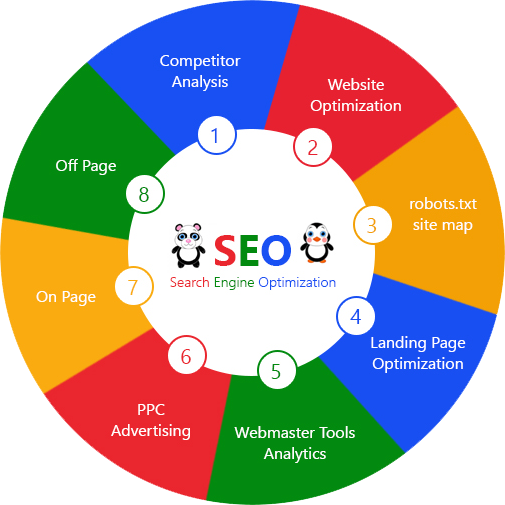 Competitor
Analysis
1
Website
Optimization
2
robots.txt
site map
3
Landing Page
Optimization
4
Webmaster Tools
Analytics
5
PPC
Advertising
6
On Page
7
Off Page
8
SEO
Search Engine Optimization